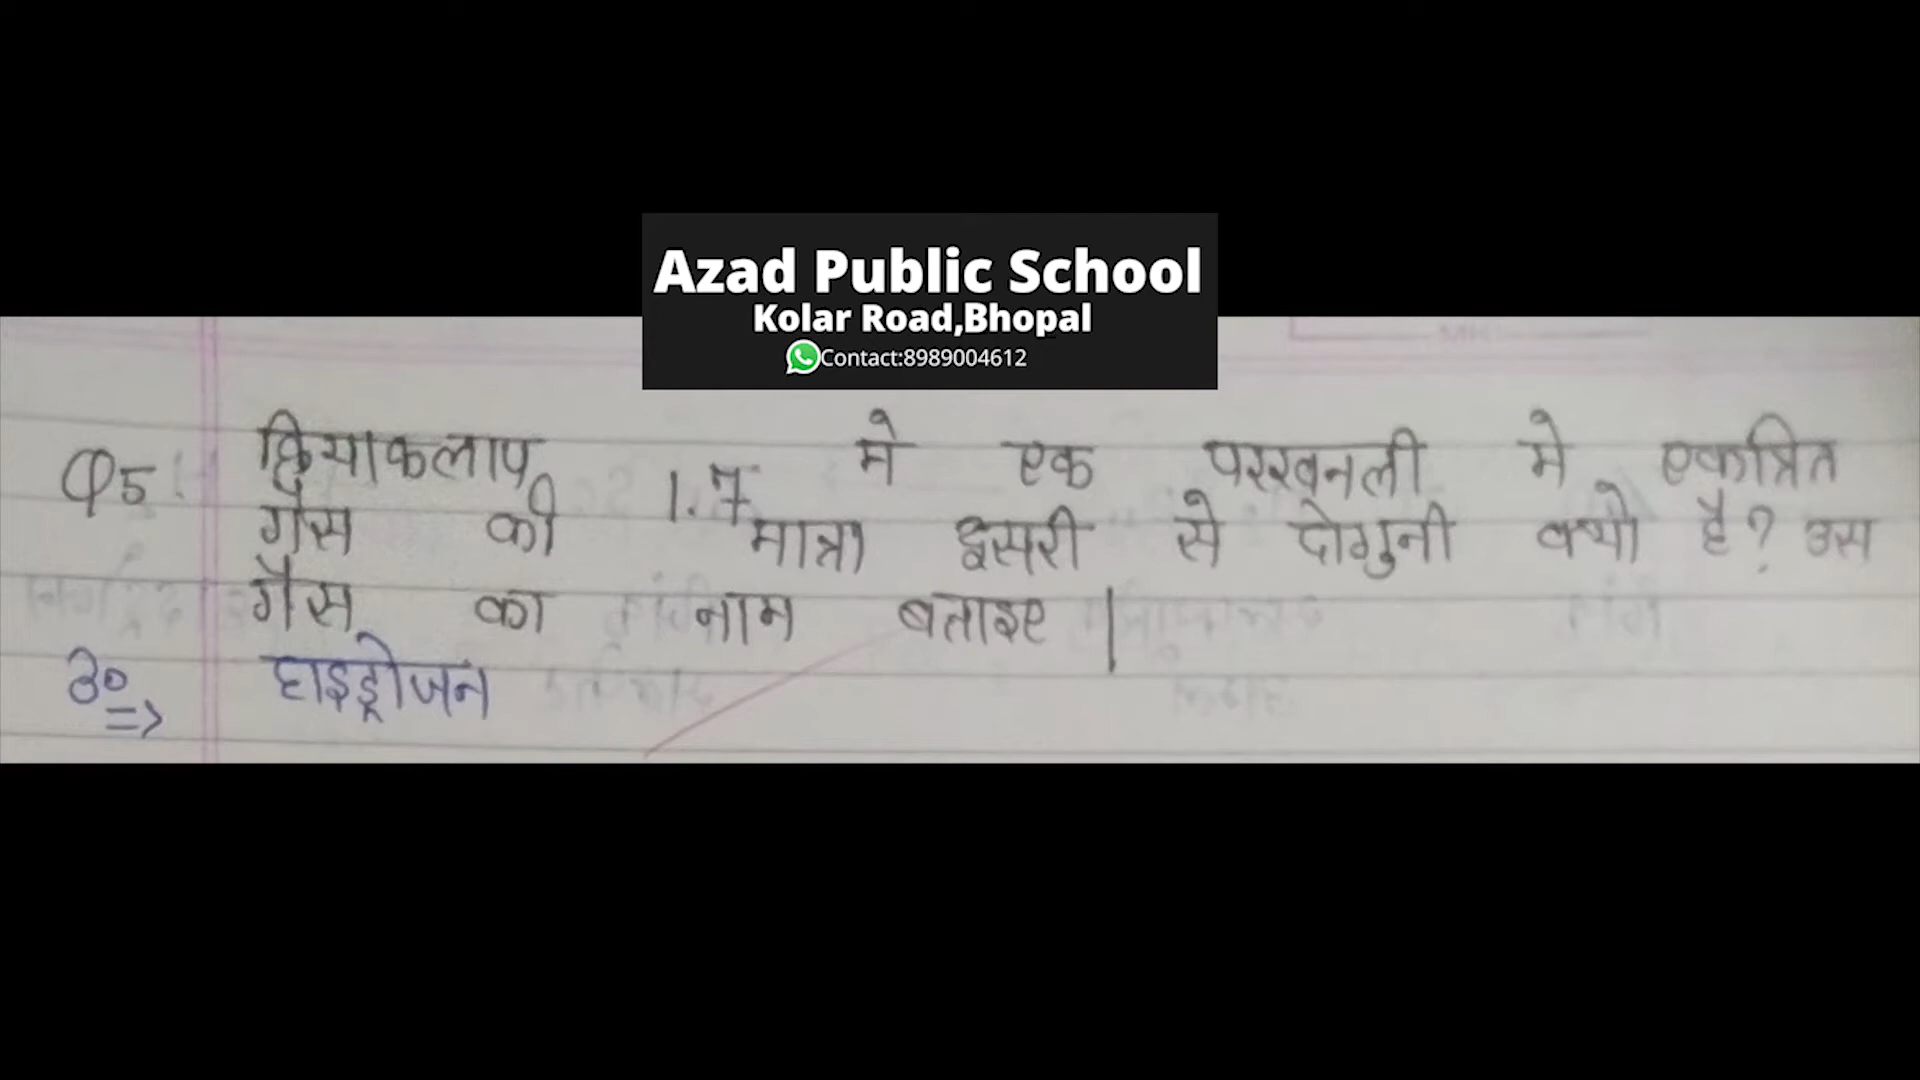 Azad Public School
Kolar Road,Bhopal
Contact:8989004612
Q5. क्रियाकलाप 1.7 मे एक परखनली मे एकत्रित
गैस की मात्रा दूसरी से दोगुनी क्यो है? उस
गैस का नाम बताइए |
उ० => हाइड्रोजन